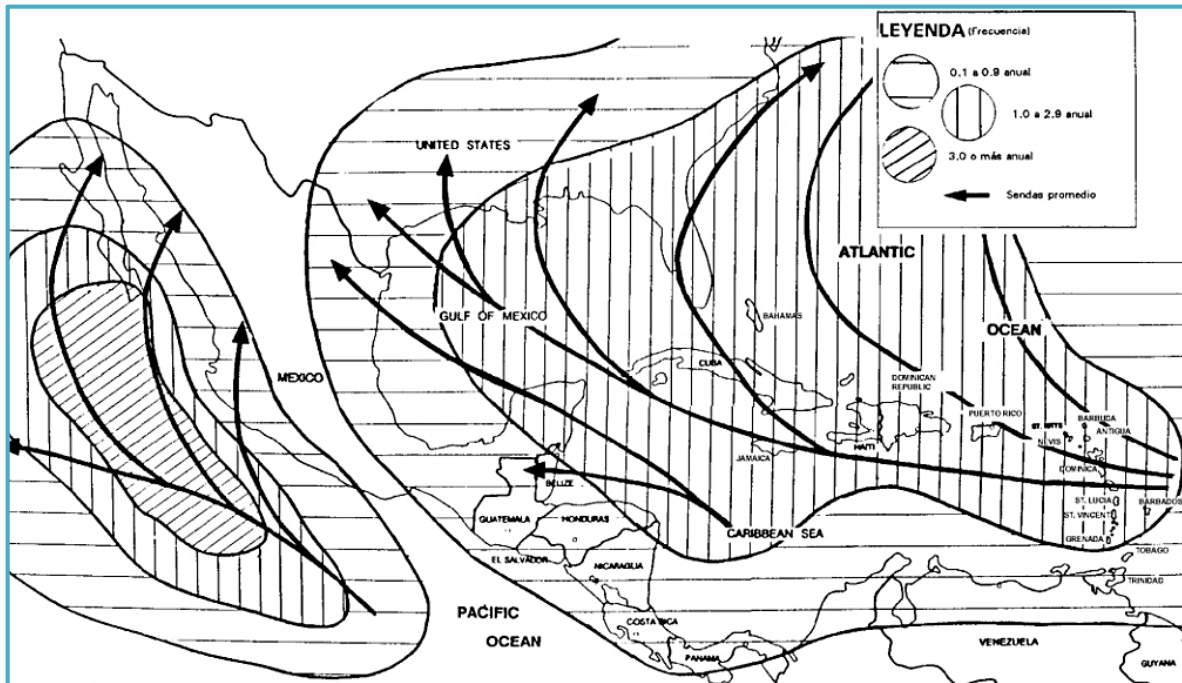 LEYENDA (frecuencia)
0.1 a 0.9 anual
1.0 a 2.9 anual
3.0 o más anual
Sendas promedio
UNITED STATES
ATLANTIC
OCEAN
GULF OF MEXICO
BAHAMAS
MEXICO
CUBA
DOMINICAN
REPUBLIC
PUERTO RICO
ST. KITTS
NEVIS
BARBUDA
ANTIGUA
JAMAICA
HAITI
DOMINICA
BELIZE
ST. LUCIA
BARBADOS
ST. VINCENT
GUATEMALA
HONDURAS
CARIBBEAN SEA
GRENADA
EL SALVADOR
TOBAGO
NICARAGLIA
TRINIDAD
PACIFIC
OCEAN
COSTA RICA
VENEZUELA
PANAMA
GUYANA